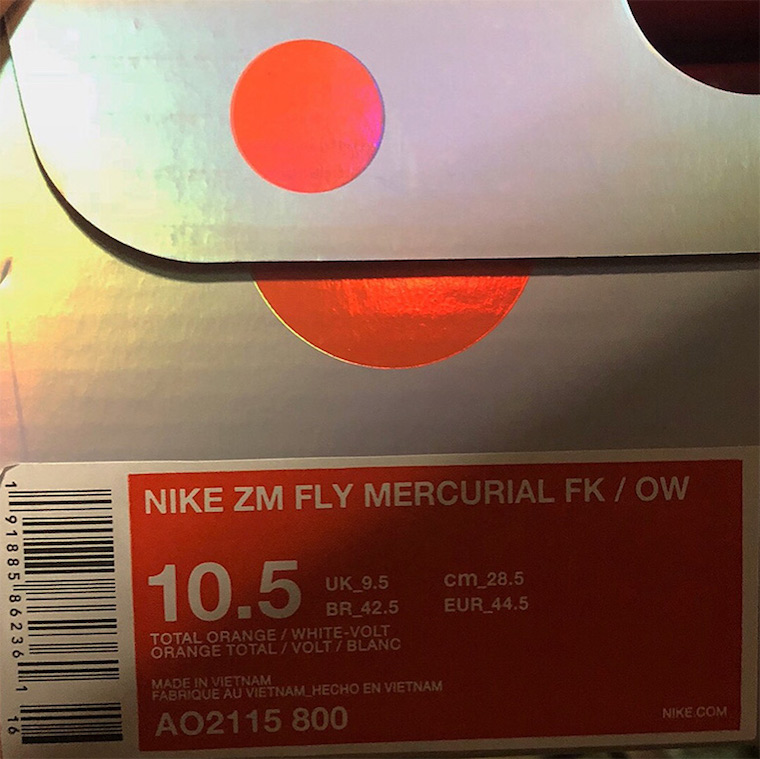 NIKE ZM FLY MERCURIAL FK / OW
10.5
UK_9.5
cm_28.5
BR_42.5
EUR_44.5
TOTAL ORANGE / WHITE-VOLT
ORANGE TOTAL / VOLT / BLANC
MADE IN VIETNAM
FABRIQUE AU VIETNAM_HECHO EN VIETNAM
AO2115 800
NIKE.COM
1 91885 86236 1 16